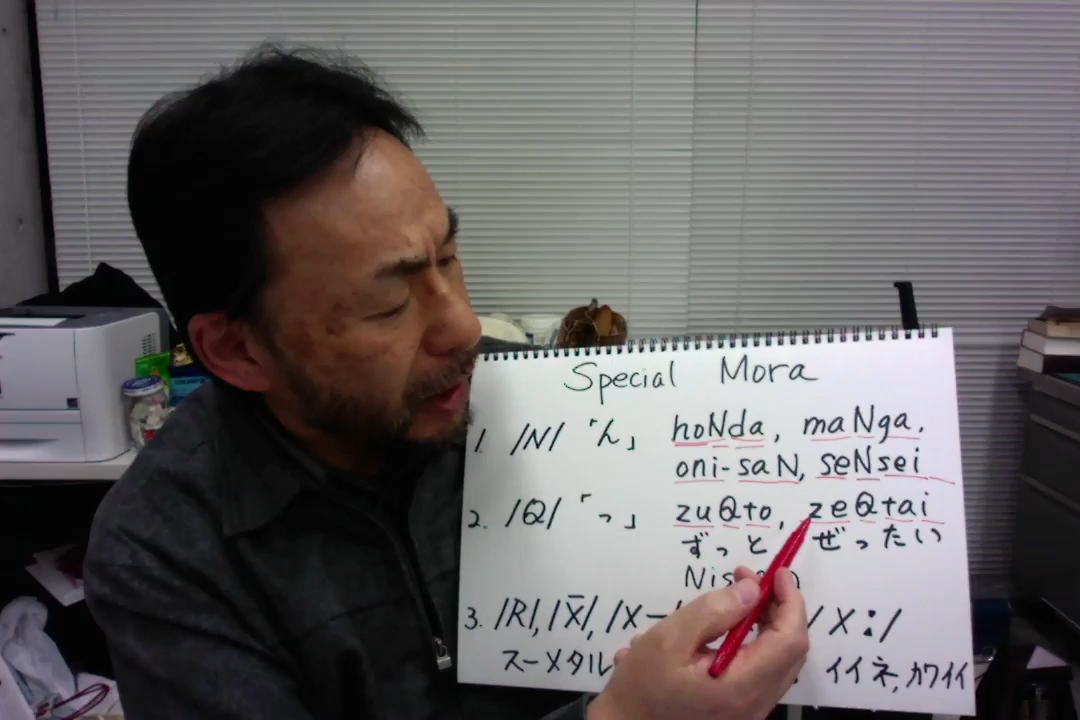 Special Mora
1. /N/ 「ん」 hoNda, maNga.
oni-saN, seNsei
2. /Q/ 「っ」 zuQto, zeQtai
ずっと ぜったい
3. /R/, /X̄/, /X-/ /X:/
スーメタル イイネ, カワイイ